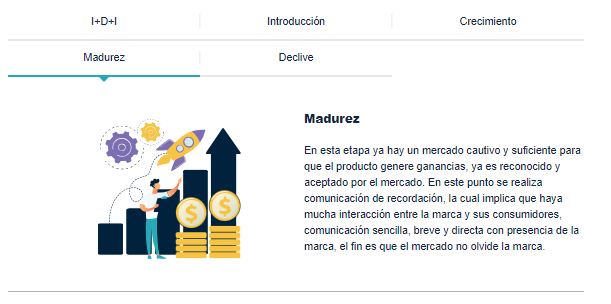 I+D+I
Introducción
Crecimiento
Madurez
Declive
Madurez
En esta etapa ya hay un mercado cautivo y suficiente para
que el producto genere ganancias, ya es reconocido y
aceptado por el mercado. En este punto se realiza
comunicación de recordación, la cual implica que haya
mucha interacción entre la marca y sus consumidores,
comunicación sencilla, breve y directa con presencia de la
marca, el fin es que el mercado no olvide la marca.
$
$